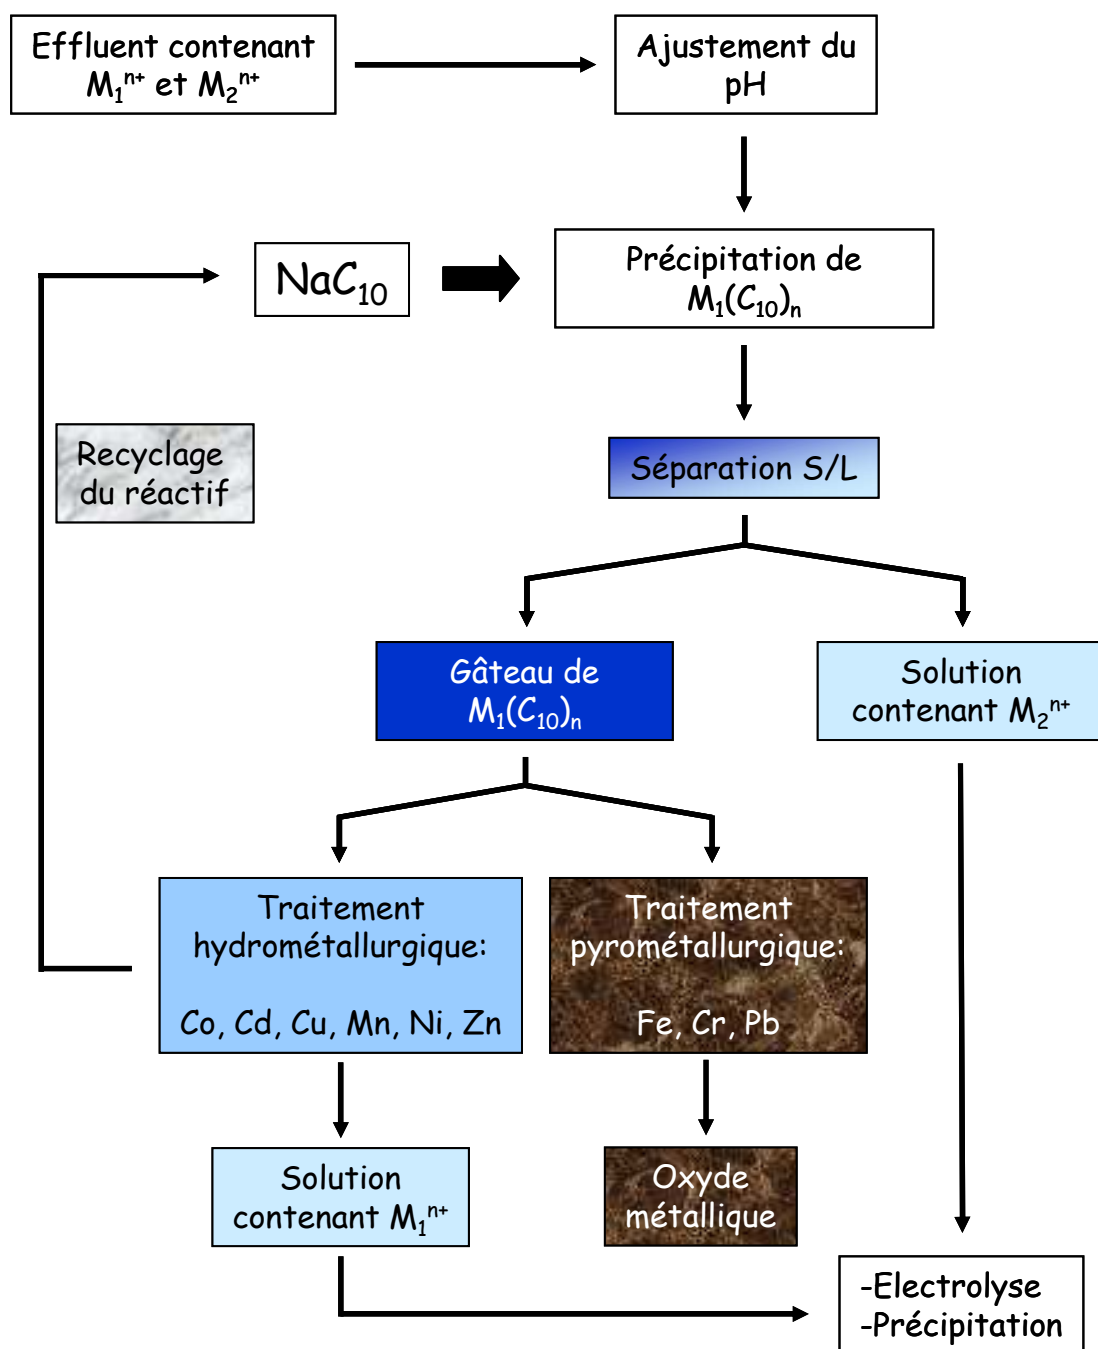 Effluent contenant
M₁ⁿ⁺ et M₂ⁿ⁺
Ajustement du
pH
NaC₁₀
Précipitation de
M₁(C₁₀)ₙ
Recyclage
du réactif
Séparation S/L
Gâteau de
M₁(C₁₀)ₙ
Solution
contenant M₂ⁿ⁺
Traitement
hydrométallurgique:
Co, Cd, Cu, Mn, Ni, Zn
Traitement
pyrométallurgique:
Fe, Cr, Pb
Solution
contenant M₁ⁿ⁺
Oxyde
métallique
-Electrolyse
-Précipitation